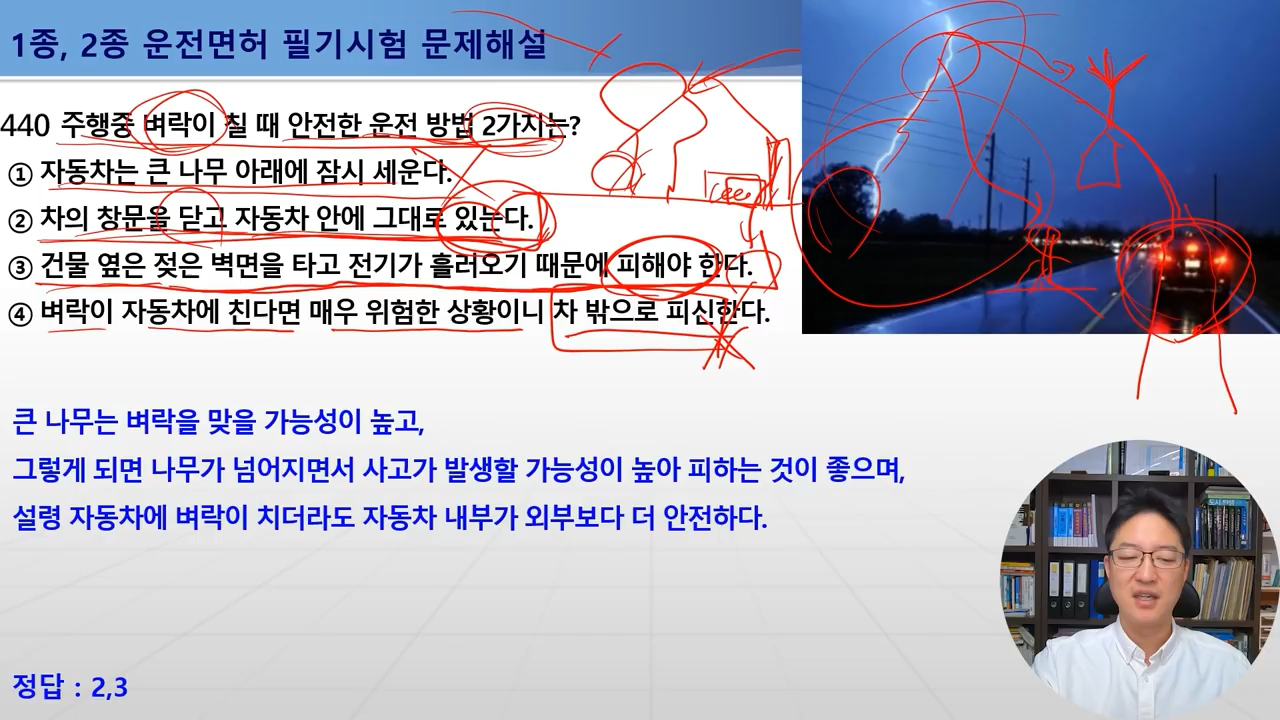 1종, 2종 운전면허 필기시험 문제해설
440 주행중 벼락이 칠 때 안전한 운전 방법 2가지는?
① 자동차는 큰 나무 아래에 잠시 세운다.
② 차의 창문을 닫고 자동차 안에 그대로 있는다.
③ 건물 옆은 젖은 벽면을 타고 전기가 흘러오기 때문에 피해야 한다.
④ 벼락이 자동차에 친다면 매우 위험한 상황이니 차 밖으로 피신한다.
큰 나무는 벼락을 맞을 가능성이 높고,
그렇게 되면 나무가 넘어지면서 사고가 발생할 가능성이 높아 피하는 것이 좋으며,
설령 자동차에 벼락이 치더라도 자동차 내부가 외부보다 더 안전하다.
정답 : 2,3